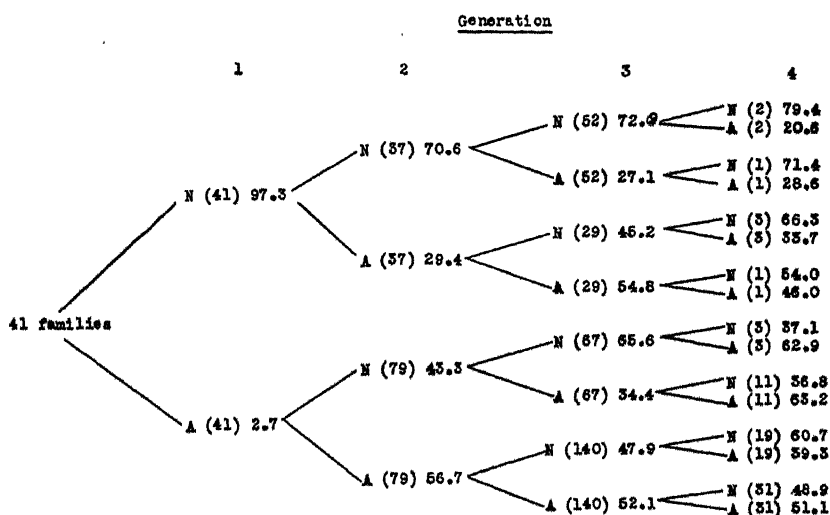 Generation
1 2 3 4
N (2) 79.4
N (52) 72.9
A (2) 20.6
N (37) 70.6
N (1) 71.4
A (52) 27.1
A (1) 28.6
N (41) 97.3
N (3) 66.3
N (29) 45.2
A (3) 33.7
A (37) 29.4
N (1) 54.0
A (29) 54.8
A (1) 46.0
41 families
N (3) 37.1
N (67) 65.6
A (3) 62.9
N (79) 43.3
N (11) 36.8
A (67) 34.4
A (11) 63.2
A (41) 2.7
N (19) 60.7
N (140) 47.9
A (19) 39.3
A (79) 56.7
N (31) 48.9
A (140) 52.1
A (31) 51.1